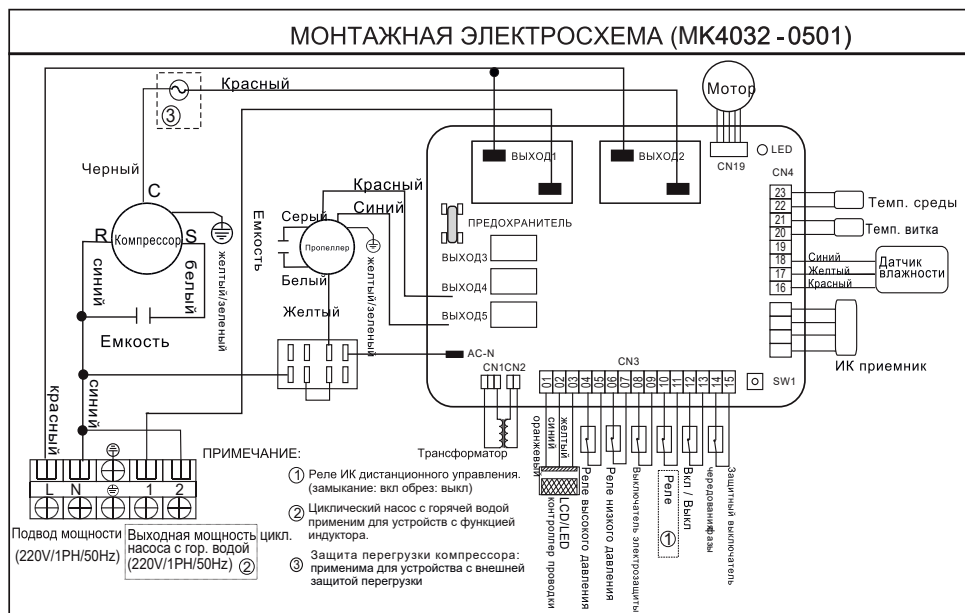 МОНТАЖНАЯ ЭЛЕКТРОСХЕМА (МК4032 -0501)
Красный
3
Мотор
CN19
LED
ВЫХОД1
ВЫХОД2
CN4
Черный
C
R
Компрессор
S
синий
белый
желтый/зеленый
Емкость
Емкость
Красный
Синий
Серый
Пропеллер
Белый
Желтый
желтый/зеленый
ПРЕДОХРАНИТЕЛЬ
ВЫХОД3
ВЫХОД4
ВЫХОД5
AC-N
23
22
21
20
19
18
17
16
Темп. среды
Темп. витка
Синий
Желтый
Красный
Датчик
влажности
ИК приемник
CN1
CN2
CN3
SW1
01
02
03
04
05
06
07
08
09
10
11
12
13
14
15
Трансформатор
оранжевый
синий
желтый
LCD/LED
контроллер проводки
Реле высокого давления
Реле низкого давления
Выключатель электрозащиты
Реле
1
Вкл / Выкл
Защитный выключатель
чередованияфазы
красный
синий
L
N
1
2
Подвод мощности
(220V/1PH/50Hz)
Выходная мощность цикл.
насоса с гор. водой
(220V/1PH/50Hz) 2
ПРИМЕЧАНИЕ:
1 Реле ИК дистанционного управления.
(замыкание: вкл обрез: выкл)
2 Циклический насос с горячей водой
применим для устройств с функцией
индуктора.
3 Защита перегрузки компрессора:
применима для устройства с внешней
защитой перегрузки